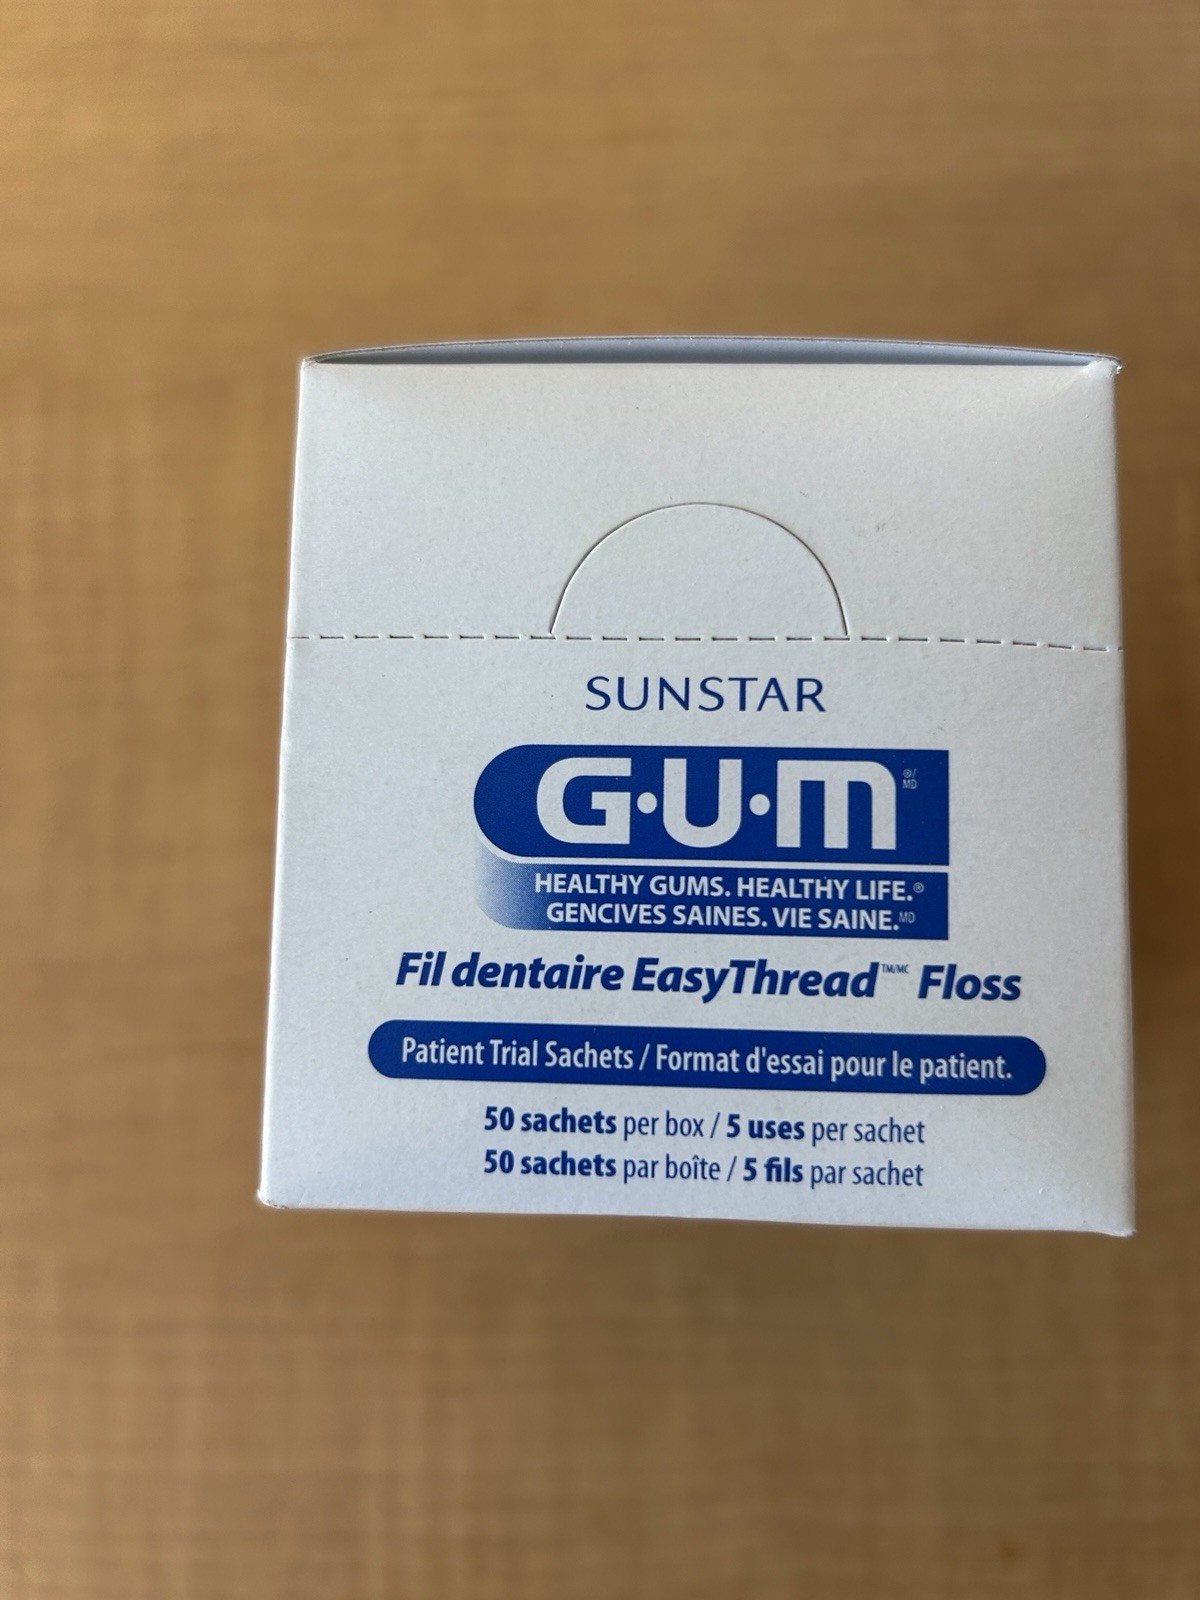 SUNSTAR
G·U·M ®/MD
HEALTHY GUMS. HEALTHY LIFE.®
GENCIVES SAINES. VIE SAINE.MD
Fil dentaire EasyThread™/MC Floss
Patient Trial Sachets / Format d'essai pour le patient.
50 sachets per box / 5 uses per sachet
50 sachets par boîte / 5 fils par sachet